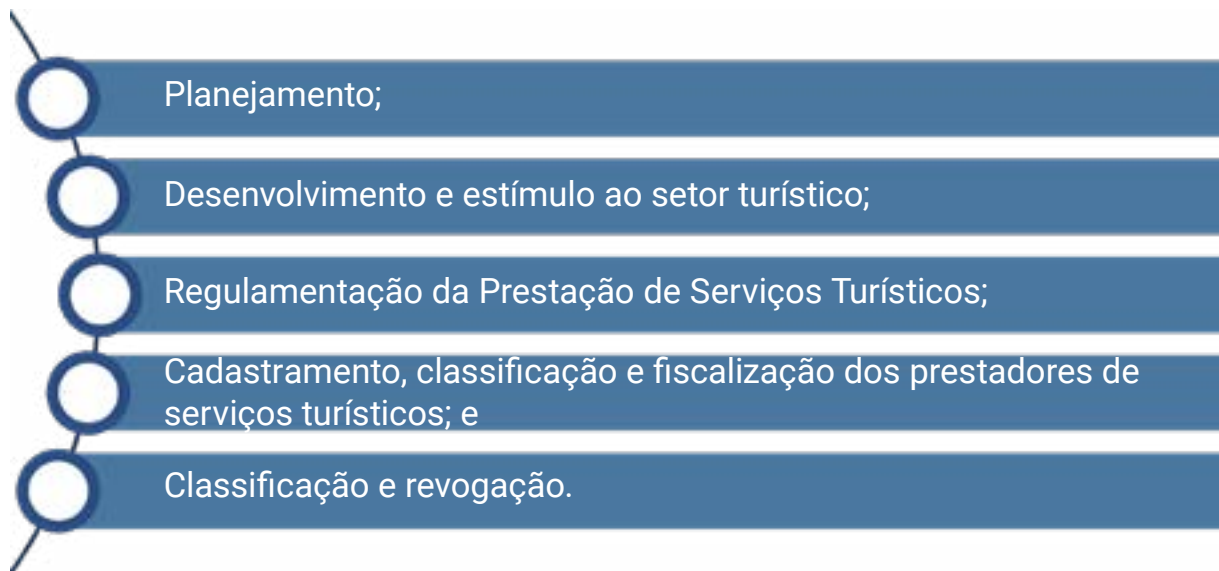 Planejamento;
Desenvolvimento e estímulo ao setor turístico;
Regulamentação da Prestação de Serviços Turísticos;
Cadastramento, classificação e fiscalização dos prestadores de
serviços turísticos; e
Classificação e revogação.